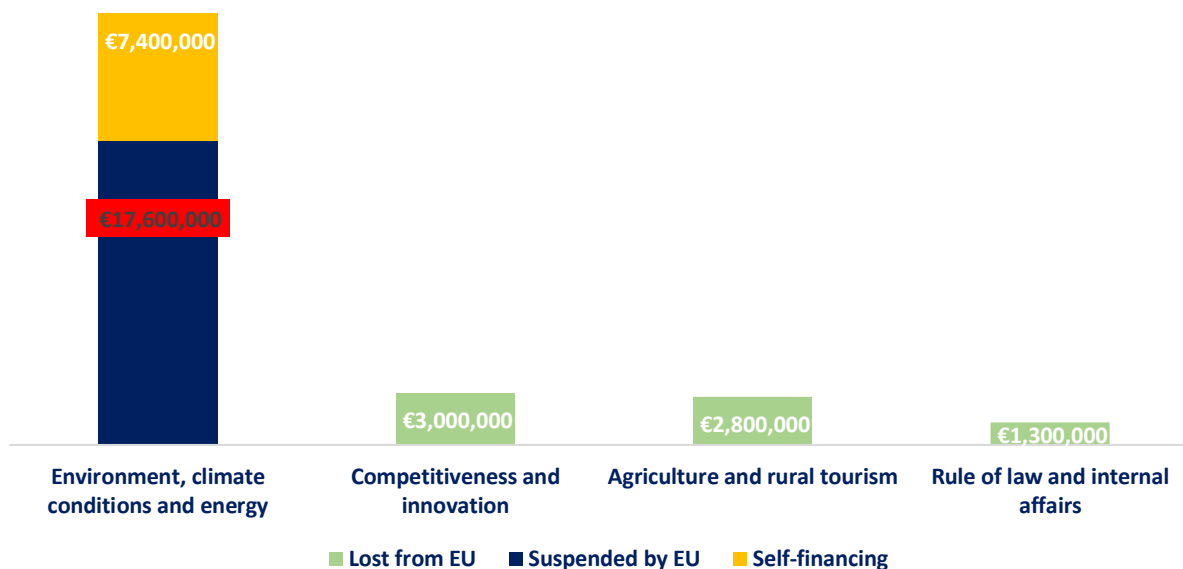 €7,400,000
€17,600,000
€3,000,000
€2,800,000
€1,300,000
Environment, climate
conditions and energy
Competitiveness and
innovation
Agriculture and rural tourism
Rule of law and internal
affairs
Lost from EU
Suspended by EU
Self-financing